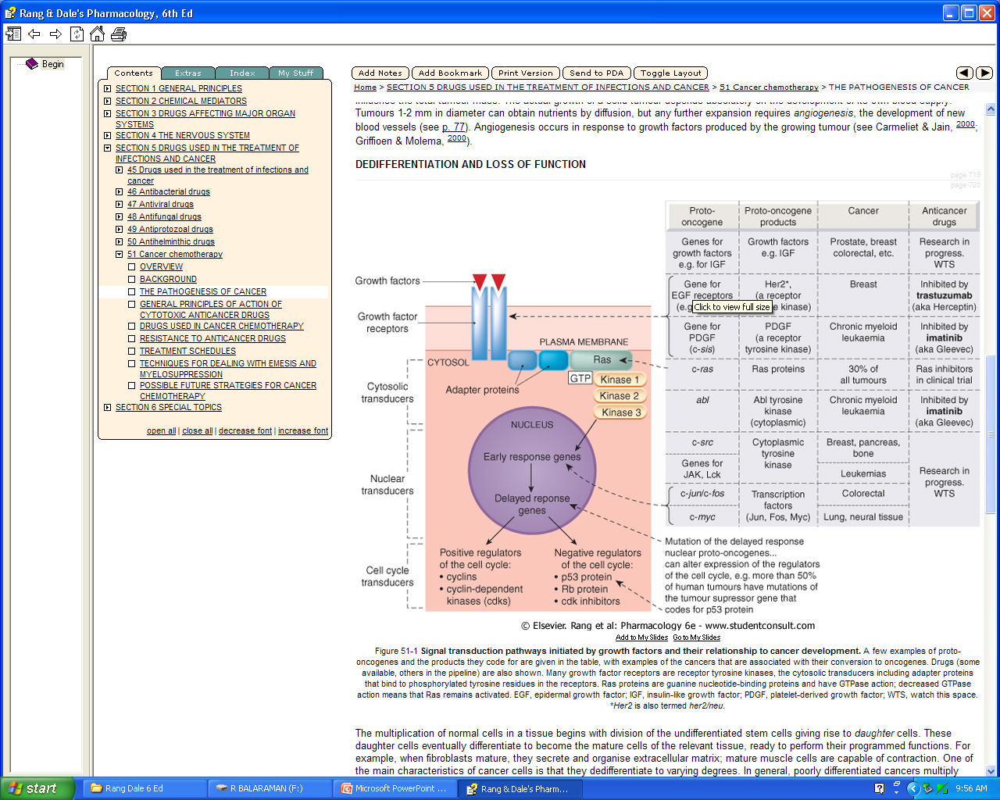 Rang & Dale's Pharmacology, 6th Ed
Begin
Contents
Extras
Index
My Stuff
SECTION 1 GENERAL PRINCIPLES
SECTION 2 CHEMICAL MEDIATORS
SECTION 3 DRUGS AFFECTING MAJOR ORGAN
SYSTEMS
SECTION 4 THE NERVOUS SYSTEM
SECTION 5 DRUGS USED IN THE TREATMENT OF
INFECTIONS AND CANCER
45 Drugs used in the treatment of infections and
cancer
46 Antibacterial drugs
47 Antiviral drugs
48 Antifungal drugs
49 Antiprotozoal drugs
50 Antihelminthic drugs
51 Cancer chemotherapy
OVERVIEW
BACKGROUND
THE PATHOGENESIS OF CANCER
GENERAL PRINCIPLES OF ACTION OF
CYTOTOXIC ANTICANCER DRUGS
DRUGS USED IN CANCER CHEMOTHERAPY
RESISTANCE TO ANTICANCER DRUGS
TREATMENT SCHEDULES
TECHNIQUES FOR DEALING WITH EMESIS AND
MYELOSUPPRESSION
POSSIBLE FUTURE STRATEGIES FOR CANCER
CHEMOTHERAPY
SECTION 6 SPECIAL TOPICS
open all | close all | decrease font | increase font
Add Notes
Add Bookmark
Print Version
Send to PDA
Toggle Layout
Home > SECTION 5 DRUGS USED IN THE TREATMENT OF INFECTIONS AND CANCER > 51 Cancer chemotherapy > THE PATHOGENESIS OF CANCER
influence the total tumour mass. The actual growth of a solid tumour depends absolutely on the development of its own blood supply.
Tumours 1-2 mm in diameter can obtain nutrients by diffusion, but any further expansion requires angiogenesis, the development of new
blood vessels (see p. 77). Angiogenesis occurs in response to growth factors produced by the growing tumour (see Carmeliet & Jain, 2000;
Griffioen & Molema, 2000).
DEDIFFERENTIATION AND LOSS OF FUNCTION
page 719
page 720
Growth factors
Growth factor
receptors
PLASMA MEMBRANE
CYTOSOL
Ras
Adapter proteins
GTP
Kinase 1
Kinase 2
Kinase 3
Cytosolic
transducers
NUCLEUS
Early response genes
Nuclear
transducers
Delayed reponse
genes
Cell cycle
transducers
Positive regulators
of the cell cycle:
• cyclins
• cyclin-dependent
kinases (cdks)
Negative regulators
of the cell cycle:
• p53 protein
• Rb protein
• cdk inhibitors
Proto-
oncogene
Proto-oncogene
products
Cancer
Anticancer
drugs
Genes for
growth factors
e.g. for IGF
Growth factors
e.g. IGF
Prostate, breast
colorectal, etc.
Research in
progress.
WTS
Gene for
EGF receptors
(e.g
Click to view full size
Her2*,
(a receptor
e kinase)
Breast
Inhibited by
trastuzumab
(aka Herceptin)
Gene for
PDGF
(c-sis)
PDGF
(a receptor
tyrosine kinase)
Chronic myeloid
leukaemia
Inhibited by
imatinib
(aka Gleevec)
c-ras
Ras proteins
30% of
all tumours
Ras inhibitors
in clinical trial
abl
Abl tyrosine
kinase
(cytoplasmic)
Chronic myeloid
leukaemia
Inhibited by
imatinib
(aka Gleevec)
c-src
Cytoplasmic
tyrosine
kinase
Breast, pancreas,
bone
Genes for
JAK, Lck
Leukemias
Research in
progress.
WTS
c-jun/c-fos
Transcription
factors
(Jun, Fos, Myc)
Colorectal
c-myc
Lung, neural tissue
Mutation of the delayed response
nuclear proto-oncogenes...
can alter expression of the regulators
of the cell cycle, e.g. more than 50%
of human tumours have mutations of
the tumour supressor gene that
codes for p53 protein
© Elsevier. Rang et al: Pharmacology 6e - www.studentconsult.com
Add to My Slides Go to My Slides
Figure 51-1 Signal transduction pathways initiated by growth factors and their relationship to cancer development. A few examples of proto-
oncogenes and the products they code for are given in the table, with examples of the cancers that are associated with their conversion to oncogenes. Drugs (some
available, others in the pipeline) are also shown. Many growth factor receptors are receptor tyrosine kinases, the cytosolic transducers including adapter proteins
that bind to phosphorylated tyrosine residues in the receptors. Ras proteins are guanine nucleotide-binding proteins and have GTPase action; decreased GTPase
action means that Ras remains activated. EGF, epidermal growth factor; IGF, insulin-like growth factor; PDGF, platelet-derived growth factor; WTS, watch this space.
*Her2 is also termed her2/neu.
The multiplication of normal cells in a tissue begins with division of the undifferentiated stem cells giving rise to daughter cells. These
daughter cells eventually differentiate to become the mature cells of the relevant tissue, ready to perform their programmed functions. For
example, when fibroblasts mature, they secrete and organise extracellular matrix; mature muscle cells are capable of contraction. One of
the main characteristics of cancer cells is that they dedifferentiate to varying degrees. In general, poorly differentiated cancers multiply
start
Rang Dale 6 Ed
R BALARAMAN (F:)
Microsoft PowerPoint ...
Rang & Dale's Pharm...
9:56 AM